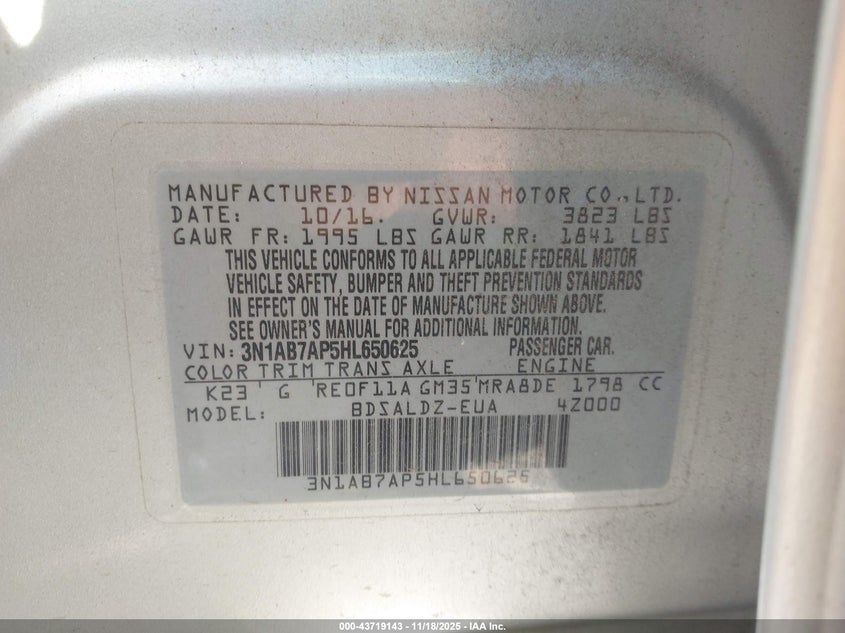 MANUFACTURED BY NISSAN MOTOR CO., LTD.
DATE: 10/16. GVWR: 3823 LBS
GAWR FR: 1995 LBS GAWR RR: 1841 LBS
THIS VEHICLE CONFORMS TO ALL APPLICABLE FEDERAL MOTOR
VEHICLE SAFETY, BUMPER AND THEFT PREVENTION STANDARDS
IN EFFECT ON THE DATE OF MANUFACTURE SHOWN ABOVE.
SEE OWNER'S MANUAL FOR ADDITIONAL INFORMATION.
VIN: 3N1AB7AP5HL650625 PASSENGER CAR.
COLOR TRIM TRANS AXLE ENGINE
K23 G RE0F11A GM35 MRA8DE 1798 CC
MODEL: BDSALDZ-EUA 4Z000
3N1AB7AP5HL650625
000-43719143 - 11/18/2025 - IAA Inc.